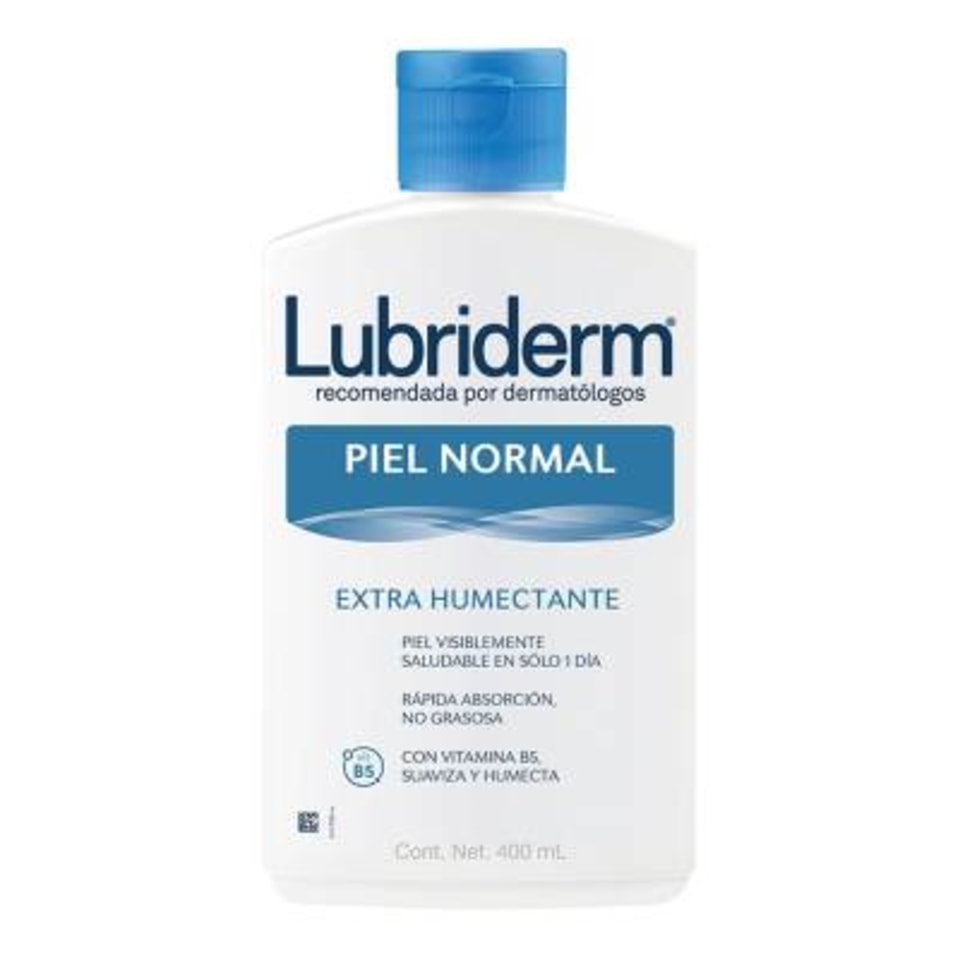 Lubriderm®
recomendada por dermatólogos
PIEL NORMAL
EXTRA HUMECTANTE
PIEL VISIBLEMENTE
SALUDABLE EN SÓLO 1 DÍA
RÁPIDA ABSORCIÓN,
NO GRASOSA
B5
CON VITAMINA B5,
SUAVIZA Y HUMECTA
Cont. Net. 400 mL